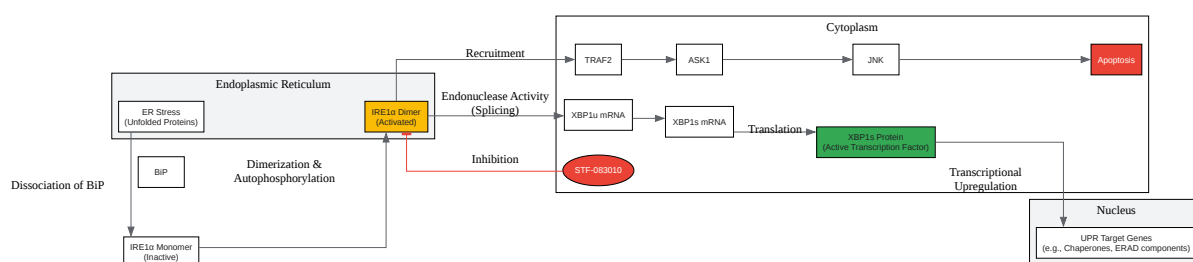 Cytoplasm
Recruitment
TRAF2
ASK1
JNK
Apoptosis
Endoplasmic Reticulum
ER Stress
(Unfolded Proteins)
IRE1α Dimer
(Activated)
Endonuclease Activity
(Splicing)
XBP1u mRNA
XBP1s mRNA
Translation
XBP1s Protein
(Active Transcription Factor)
Dissociation of BiP
BiP
Dimerization &
Autophosphorylation
Inhibition
STF-083010
Transcriptional
Upregulation
Nucleus
IRE1α Monomer
(Inactive)
UPR Target Genes
(e.g., Chaperones, ERAD components)